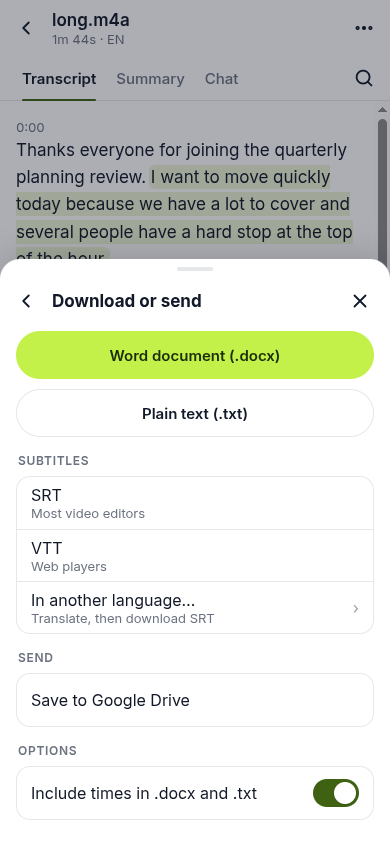 long.m4a
1m 44s · EN
Transcript Summary Chat
0:00
Thanks everyone for joining the quarterly
planning review. I want to move quickly
today because we have a lot to cover and
several people have a hard stop at the top
of the hour.
Download or send
Word document (.docx)
Plain text (.txt)
SUBTITLES
SRT
Most video editors
VTT
Web players
In another language...
Translate, then download SRT
SEND
Save to Google Drive
OPTIONS
Include times in .docx and .txt